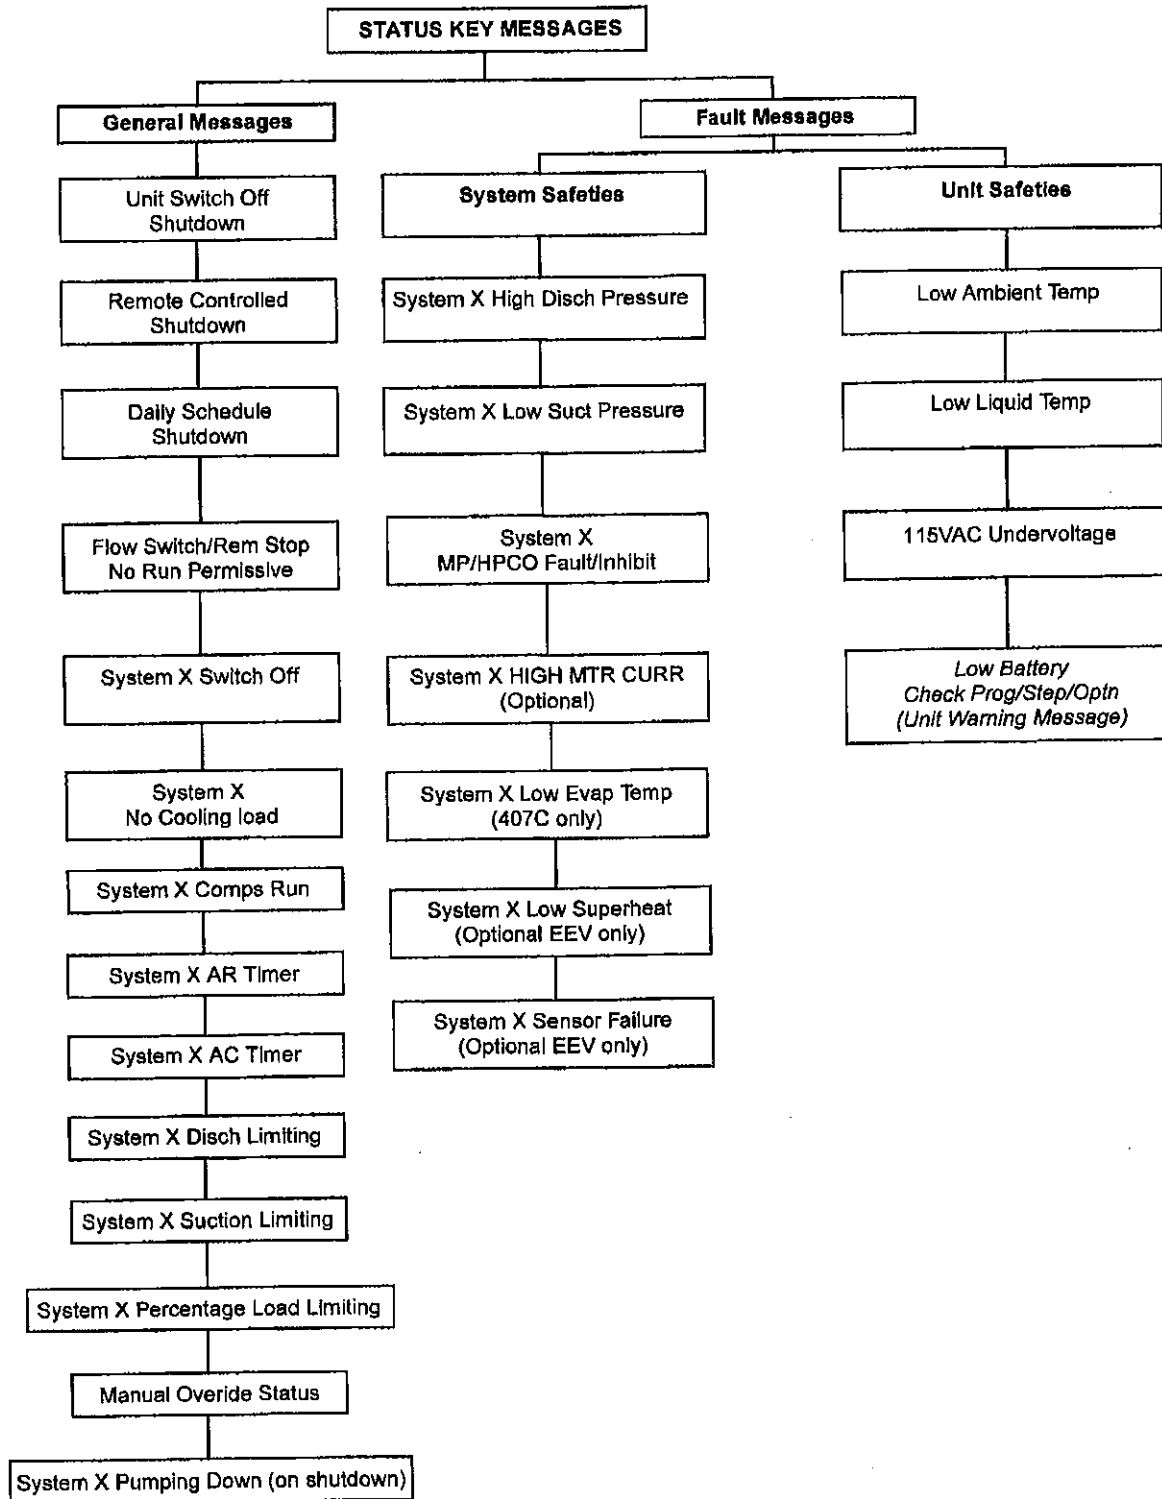 STATUS KEY MESSAGES
General Messages
Fault Messages
Unit Switch Off
Shutdown
Remote Controlled
Shutdown
Daily Schedule
Shutdown
Flow Switch/Rem Stop
No Run Permissive
System X Switch Off
System X
No Cooling load
System X Comps Run
System X AR Timer
System X AC Timer
System X Disch Limiting
System X Suction Limiting
System X Percentage Load Limiting
Manual Overide Status
System X Pumping Down (on shutdown)
System Safeties
System X High Disch Pressure
System X Low Suct Pressure
System X
MP/HPCO Fault/Inhibit
System X HIGH MTR CURR
(Optional)
System X Low Evap Temp
(407C only)
System X Low Superheat
(Optional EEV only)
System X Sensor Failure
(Optional EEV only)
Unit Safeties
Low Ambient Temp
Low Liquid Temp
115VAC Undervoltage
Low Battery
Check Prog/Step/Optn
(Unit Warning Message)